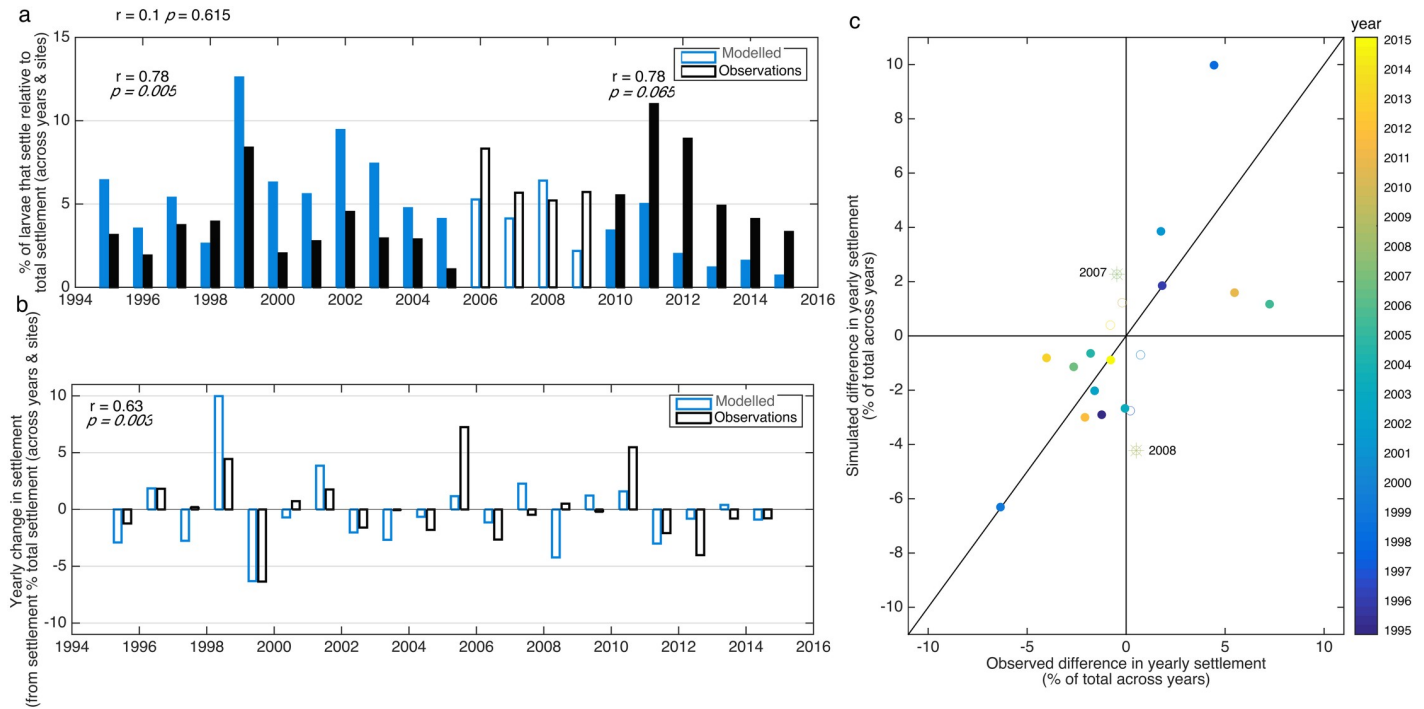 a
r = 0.1 p = 0.615
% of larvae that settle relative to
total settlement (across years & sites)
15
10
5
0
r = 0.78
p = 0.005
r = 0.78
p = 0.065
Modelled
Observations
1994 1996 1998 2000 2002 2004 2006 2008 2010 2012 2014 2016
b
Yearly change in settlement
(from settlement % total settlement (across years & sites)
10
5
0
-5
-10
r = 0.63
p = 0.003
Modelled
Observations
1994 1996 1998 2000 2002 2004 2006 2008 2010 2012 2014 2016
c
Simulated difference in yearly settlement
(% of total across years)
10
8
6
4
2
0
-2
-4
-6
-8
-10
2007
2008
-10 -5 0 5 10
Observed difference in yearly settlement
(% of total across years)
year
2015
2014
2013
2012
2011
2010
2009
2008
2007
2006
2005
2004
2003
2002
2001
2000
1999
1998
1997
1996
1995